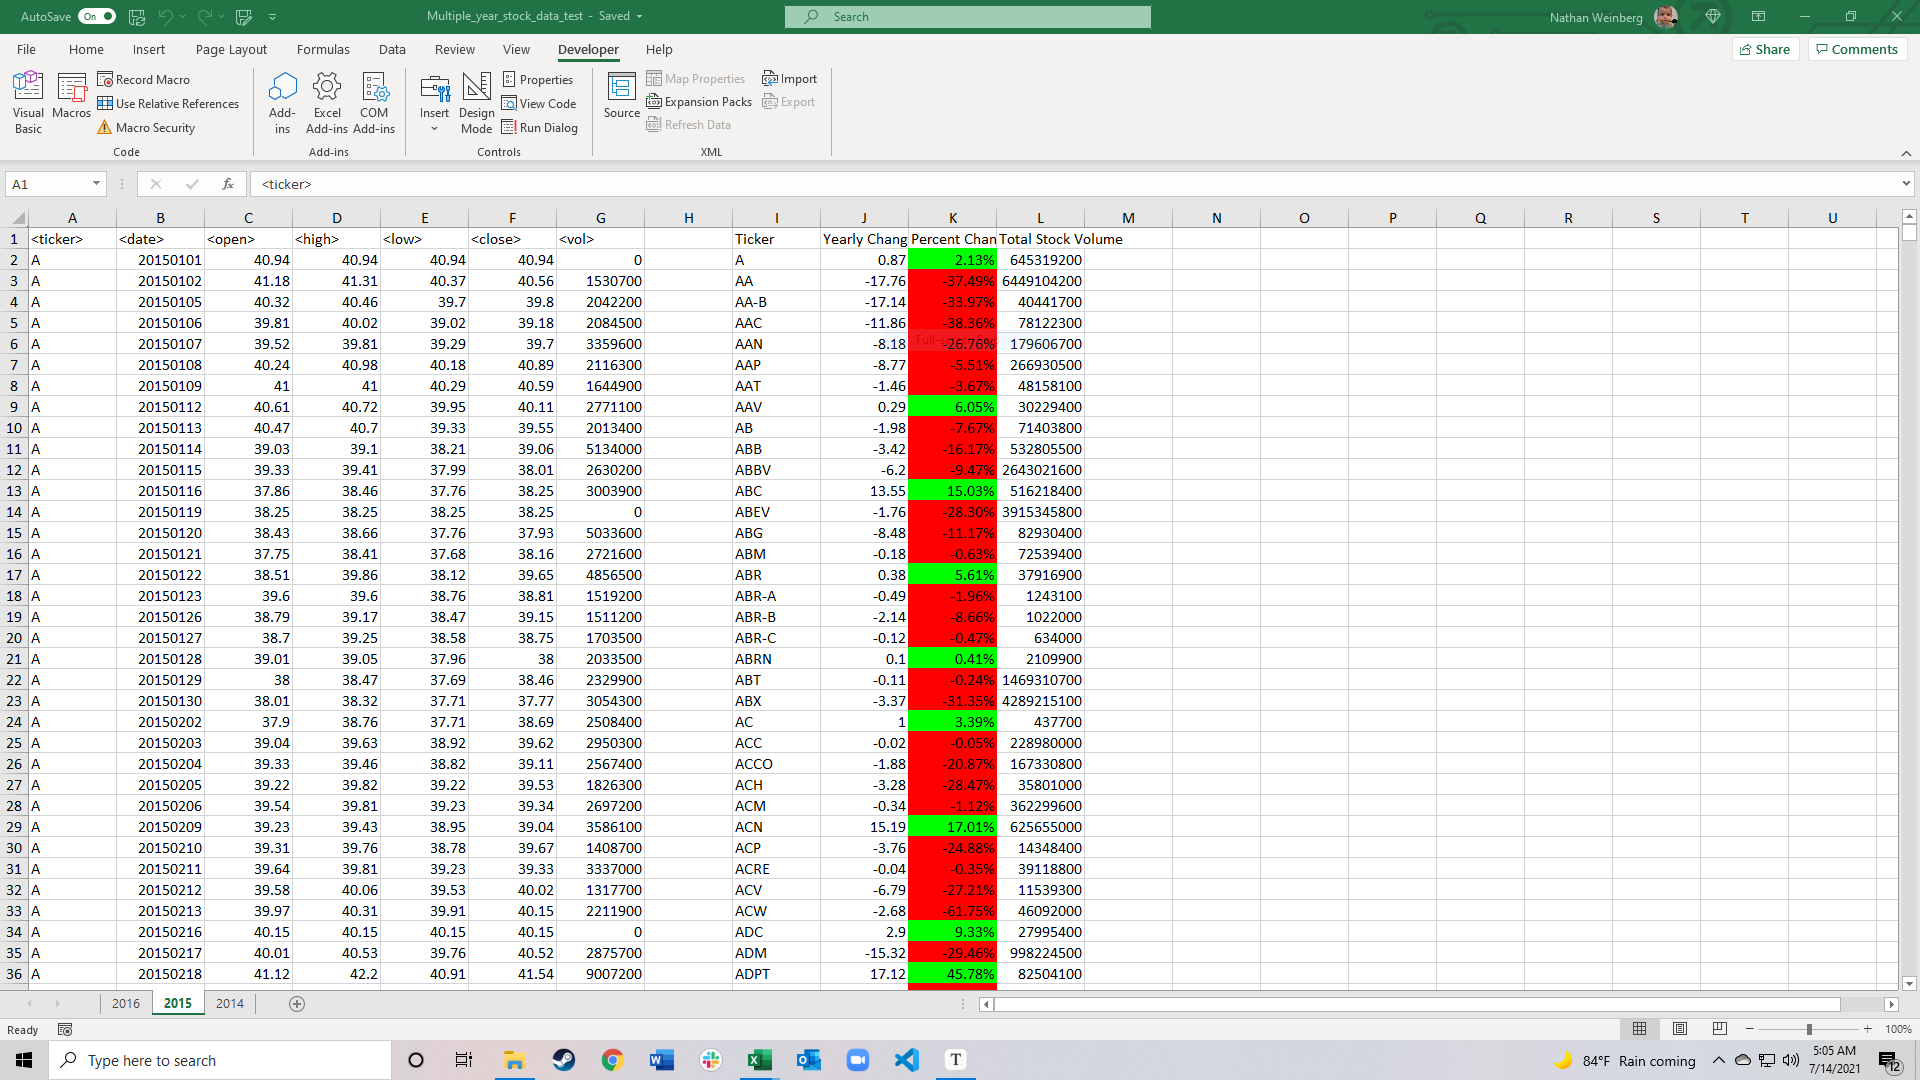 AutoSave On Multiple_year_stock_data_test - Saved Search Nathan Weinberg
File Home Insert Page Layout Formulas Data Review View Developer Help Share Comments
Visual Basic Macros Record Macro Use Relative References Macro Security
Add-ins Excel Add-ins COM Add-ins
Insert Design Mode Properties View Code Run Dialog
Source Map Properties Expansion Packs Refresh Data Import Export
Code Add-ins Controls XML
A1 fx <ticker>
A B C D E F G H I J K L M N O P Q R S T U
1 <ticker> <date> <open> <high> <low> <close> <vol> Ticker Yearly Chang Percent Chan Total Stock Volume
2 A 20150101 40.94 40.94 40.94 40.94 0 A 0.87 2.13% 645319200
3 A 20150102 41.18 41.31 40.37 40.56 1530700 AA -17.76 -37.49% 6449104200
4 A 20150105 40.32 40.46 39.7 39.8 2042200 AA-B -17.14 -33.97% 40441700
5 A 20150106 39.81 40.02 39.02 39.18 2084500 AAC -11.86 -38.36% 78122300
6 A 20150107 39.52 39.81 39.29 39.7 3359600 AAN -8.18 -26.76% 179606700
7 A 20150108 40.24 40.98 40.18 40.89 2116300 AAP -8.77 -5.51% 266930500
8 A 20150109 41 41 40.29 40.59 1644900 AAT -1.46 -3.67% 48158100
9 A 20150112 40.61 40.72 39.95 40.11 2771100 AAV 0.29 6.05% 30229400
10 A 20150113 40.47 40.7 39.33 39.55 2013400 AB -1.98 -7.67% 71403800
11 A 20150114 39.03 39.1 38.21 39.06 5134000 ABB -3.42 -16.17% 532805500
12 A 20150115 39.33 39.41 37.99 38.01 2630200 ABBV -6.2 -9.47% 2643021600
13 A 20150116 37.86 38.46 37.76 38.25 3003900 ABC 13.55 15.03% 516218400
14 A 20150119 38.25 38.25 38.25 38.25 0 ABEV -1.76 -28.30% 3915345800
15 A 20150120 38.43 38.66 37.76 37.93 5033600 ABG -8.48 -11.17% 82930400
16 A 20150121 37.75 38.41 37.68 38.16 2721600 ABM -0.18 -0.63% 72539400
17 A 20150122 38.51 39.86 38.12 39.65 4856500 ABR 0.38 5.61% 37916900
18 A 20150123 39.6 39.6 38.76 38.81 1519200 ABR-A -0.49 -1.96% 1243100
19 A 20150126 38.79 39.17 38.47 39.15 1511200 ABR-B -2.14 -8.66% 1022000
20 A 20150127 38.7 39.25 38.58 38.75 1703500 ABR-C -0.12 -0.47% 634000
21 A 20150128 39.01 39.05 37.96 38 2033500 ABRN 0.1 0.41% 2109900
22 A 20150129 38 38.47 37.69 38.46 2329900 ABT -0.11 -0.24% 1469310700
23 A 20150130 38.01 38.32 37.71 37.77 3054300 ABX -3.37 -31.35% 4289215100
24 A 20150202 37.9 38.76 37.71 38.69 2508400 AC 1 3.39% 437700
25 A 20150203 39.04 39.63 38.92 39.62 2950300 ACC -0.02 -0.05% 228980000
26 A 20150204 39.33 39.46 38.82 39.11 2567400 ACCO -1.88 -20.87% 167330800
27 A 20150205 39.22 39.82 39.22 39.53 1826300 ACH -3.28 -28.47% 35801000
28 A 20150206 39.54 39.81 39.23 39.34 2697200 ACM -0.34 -1.12% 362299600
29 A 20150209 39.23 39.43 38.95 39.04 3586100 ACN 15.19 17.01% 625655000
30 A 20150210 39.31 39.76 38.78 39.67 1408700 ACP -3.76 -24.88% 14348400
31 A 20150211 39.64 39.81 39.23 39.33 3337000 ACRE -0.04 -0.35% 39118800
32 A 20150212 39.58 40.06 39.53 40.02 1317700 ACV -6.79 -27.21% 11539300
33 A 20150213 39.97 40.31 39.91 40.15 2211900 ACW -2.68 -61.75% 46092000
34 A 20150216 40.15 40.15 40.15 40.15 0 ADC 2.9 9.33% 27995400
35 A 20150217 40.01 40.53 39.76 40.52 2875700 ADM -15.32 -29.46% 998224500
36 A 20150218 41.12 42.2 40.91 41.54 9007200 ADPT 17.12 45.78% 82504100
2016 2015 2014
Ready 100%
Type here to search 84°F Rain coming 5:05 AM
7/14/2021 12